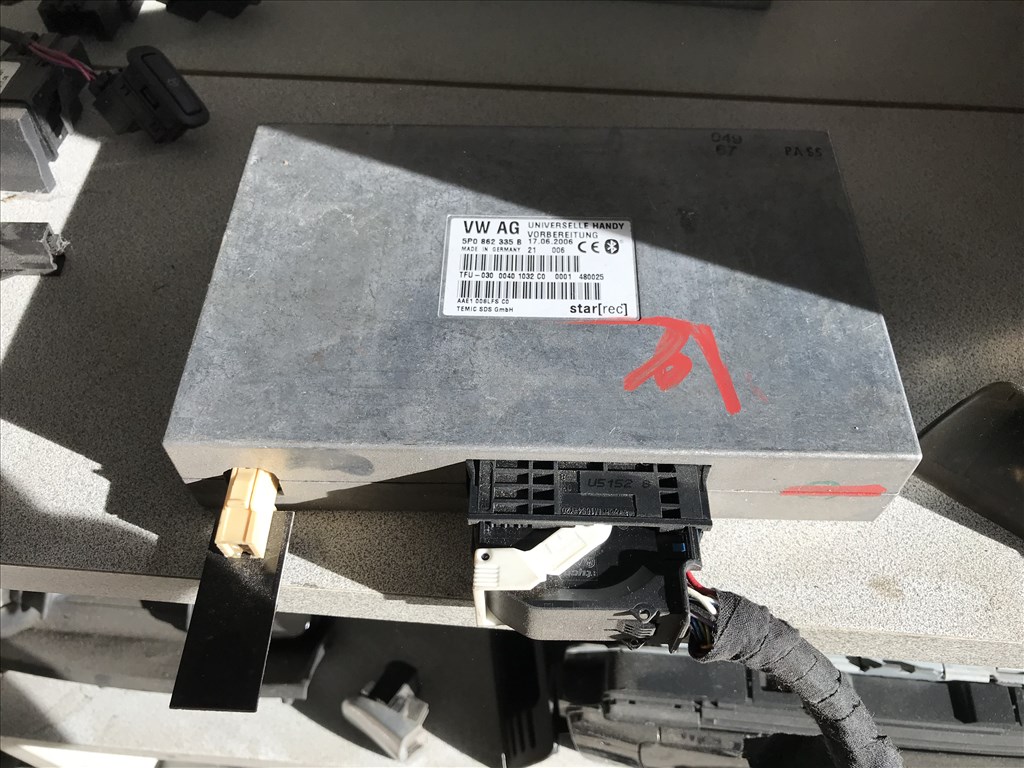 049
67
PASS
VW AG UNIVERSELLE HANDY
VORBEREITUNG
5P0 862 335 B 17.06.2006
MADE IN GERMANY 21 006
TFU-030 0040 1032 C0 0001 480025
AAE1 008LFS C0
TEMIC SDS GmbH
star[rec]
U5152 B